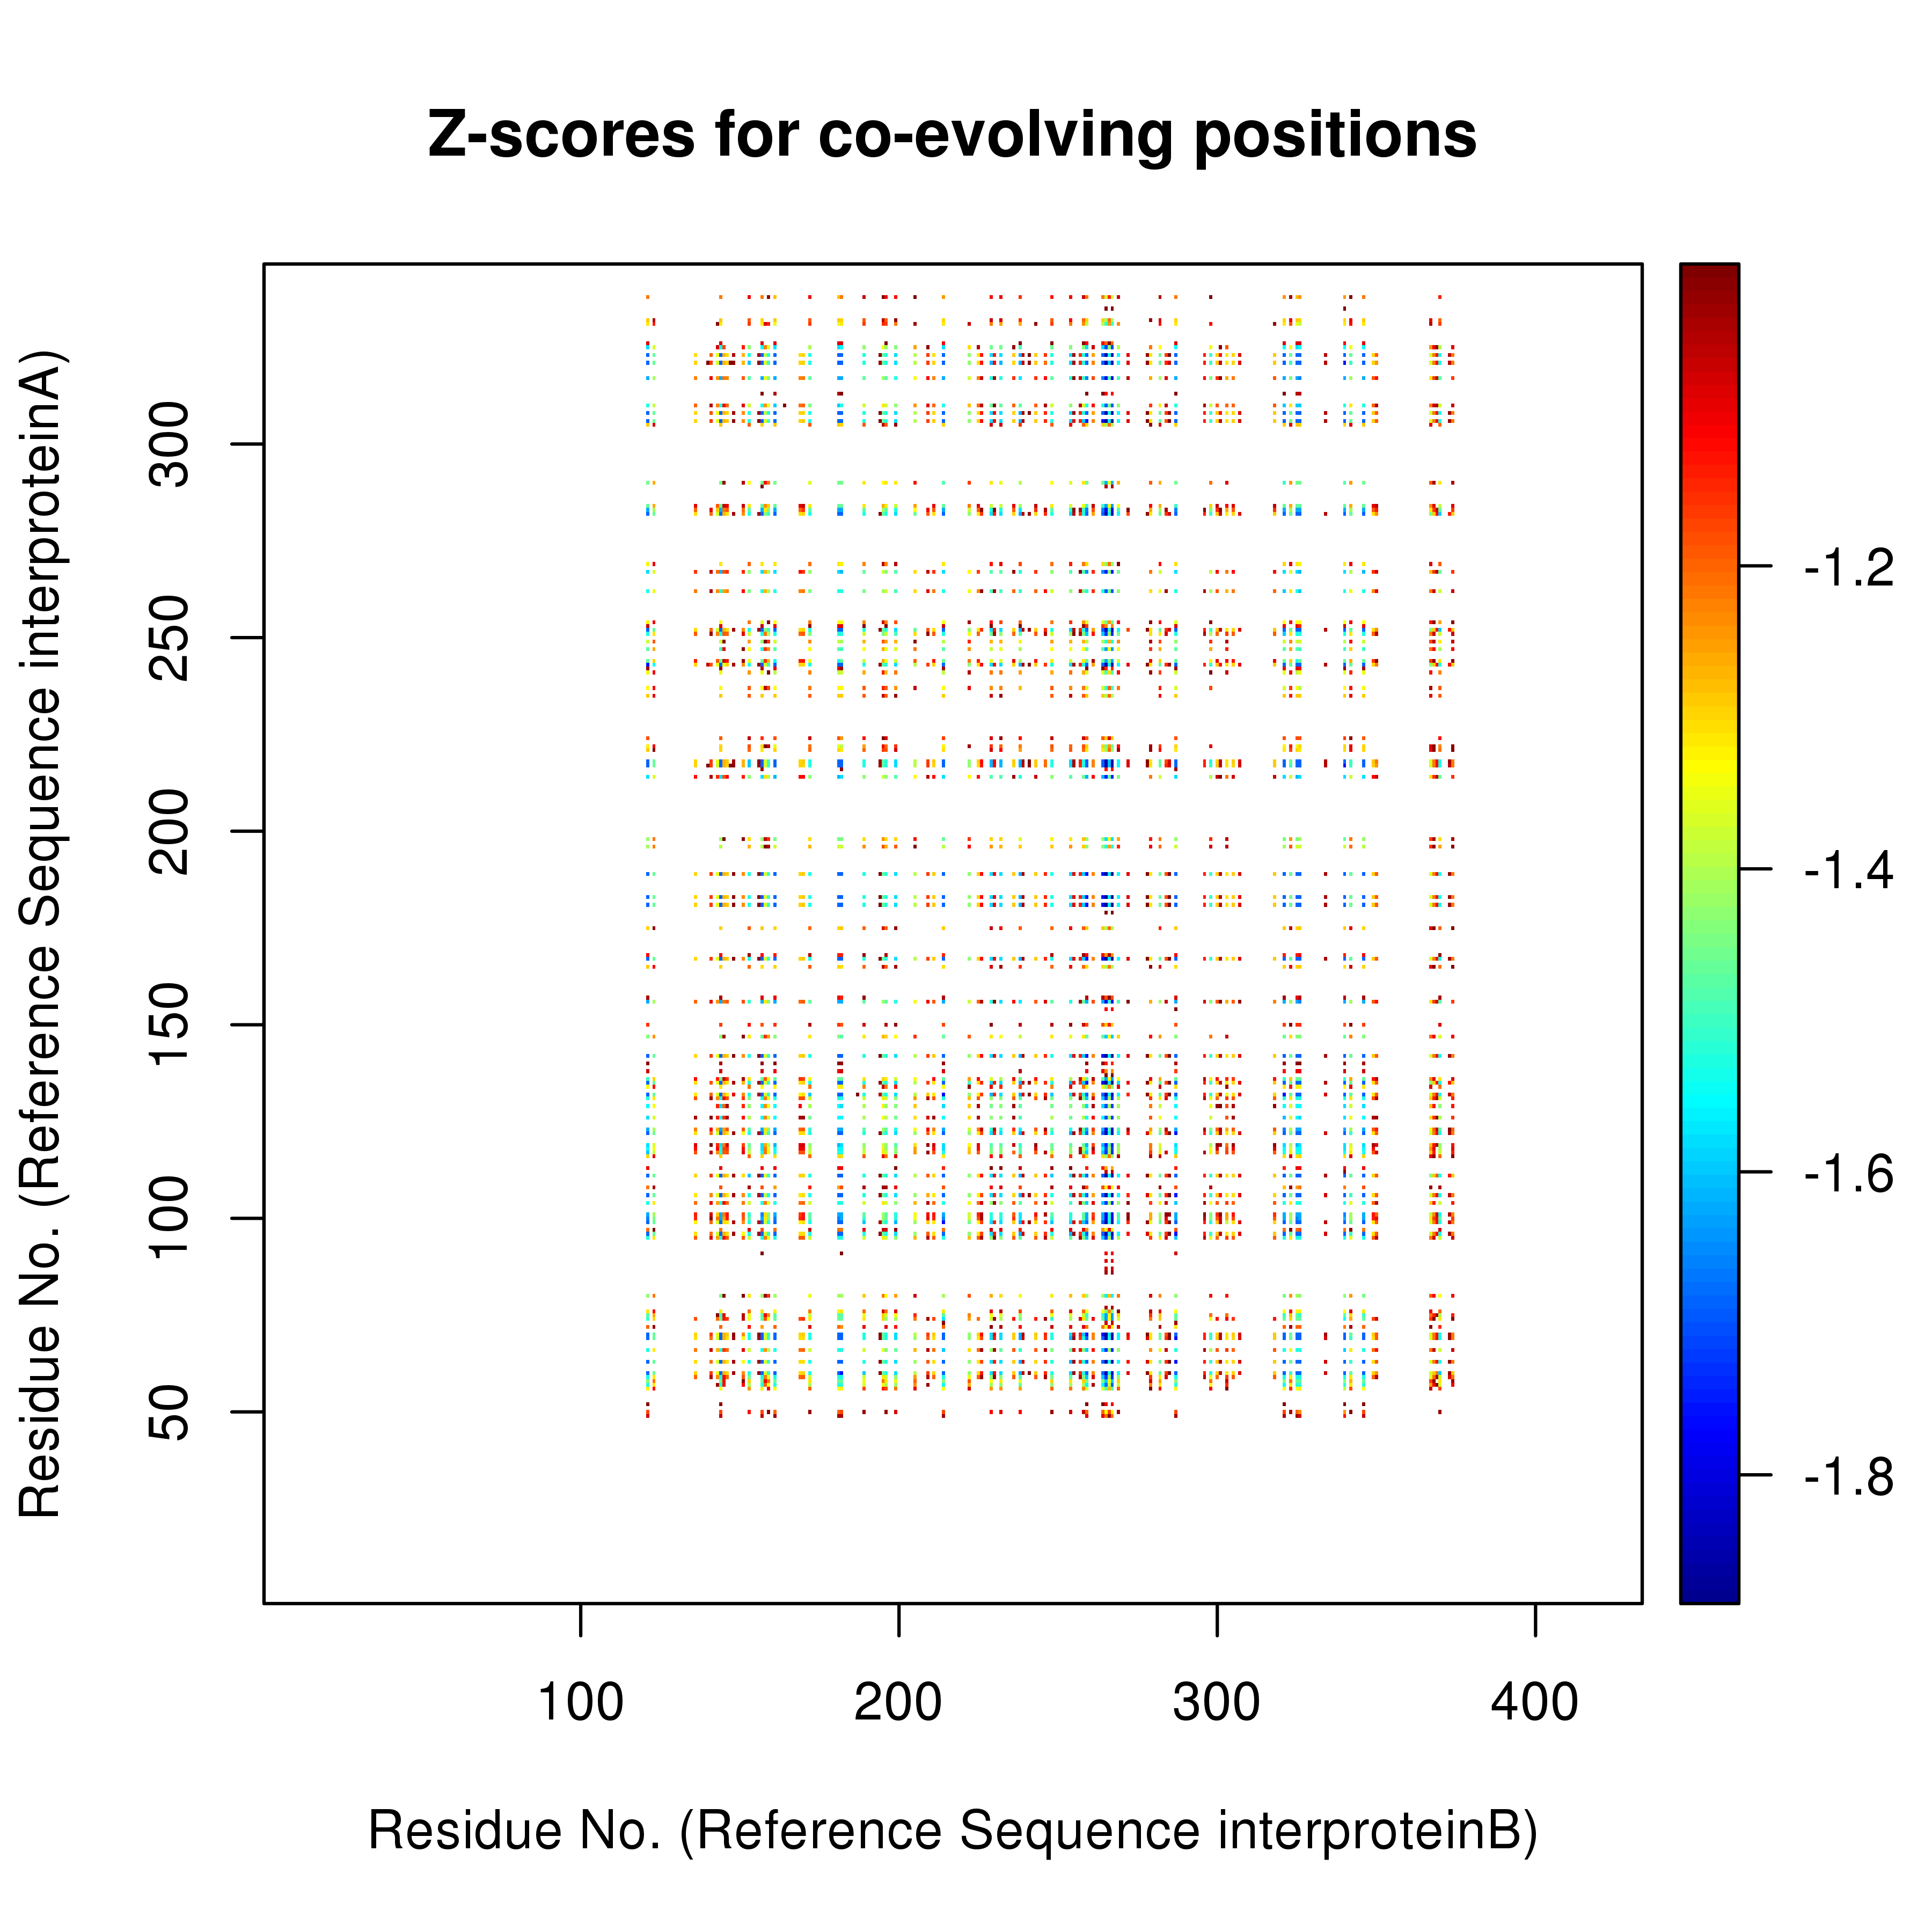 Z-scores for co-evolving positions
Residue No. (Reference Sequence interproteinA)
300
250
200
150
100
50
100 200 300 400
Residue No. (Reference Sequence interproteinB)
-1.2
-1.4
-1.6
-1.8